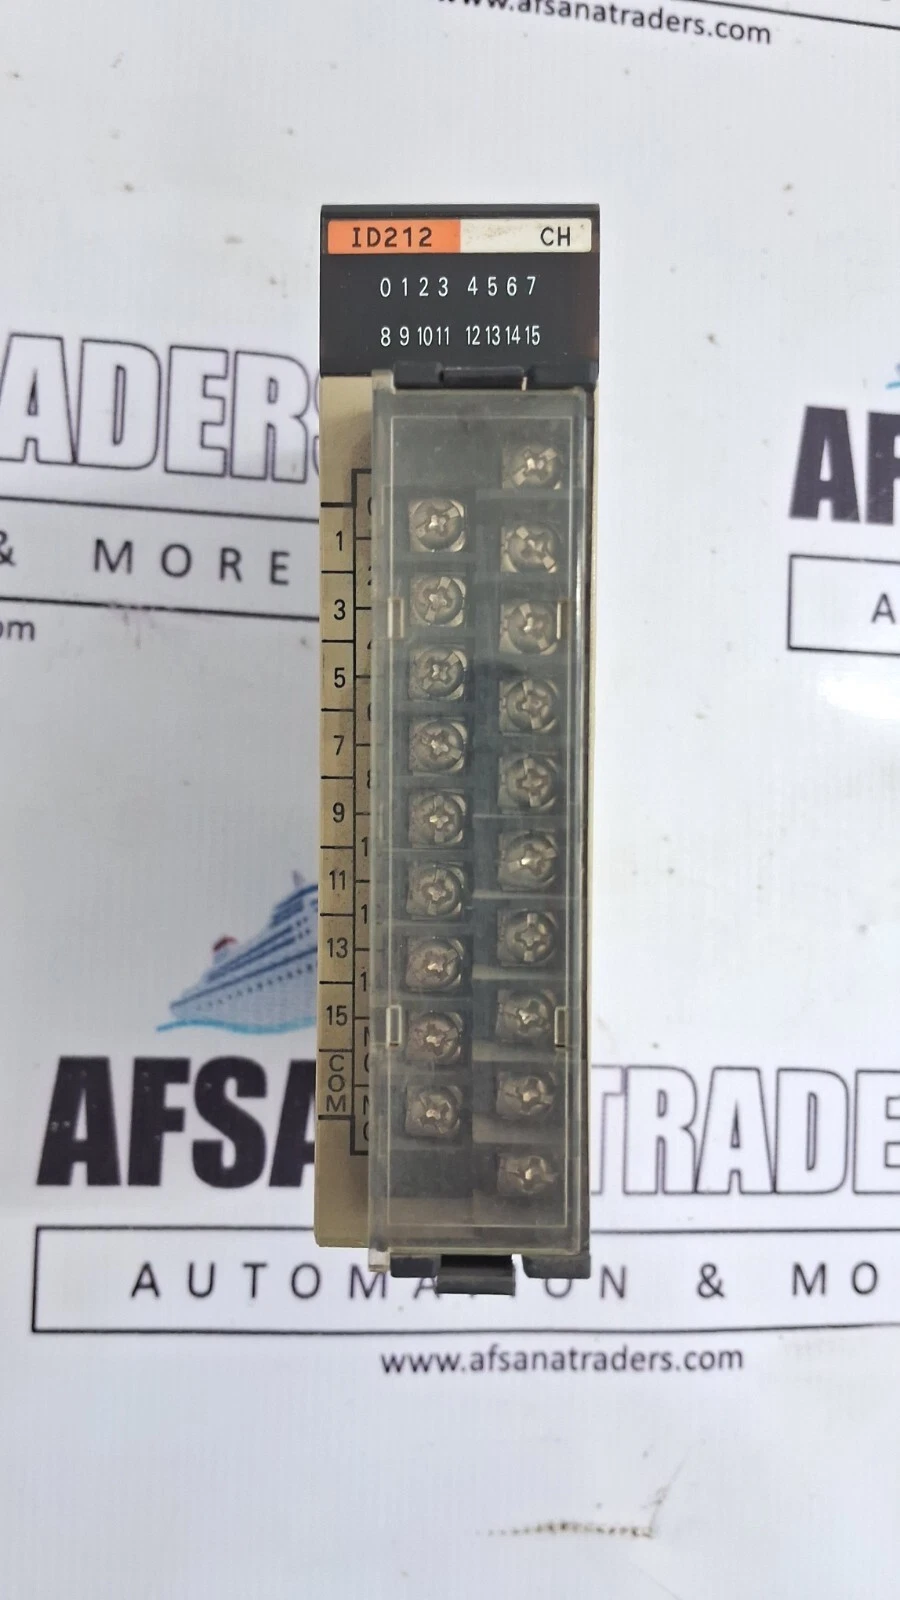 www.afsanatraders.com
ID212 CH
0 1 2 3 4 5 6 7
8 9 10 11 12 13 14 15
ADERS
& MORE
om
AF
A
1
3
5
7
9
11
13
15
COM
AFSA TRADE
AUTOMATION & MO
www.afsanatraders.com